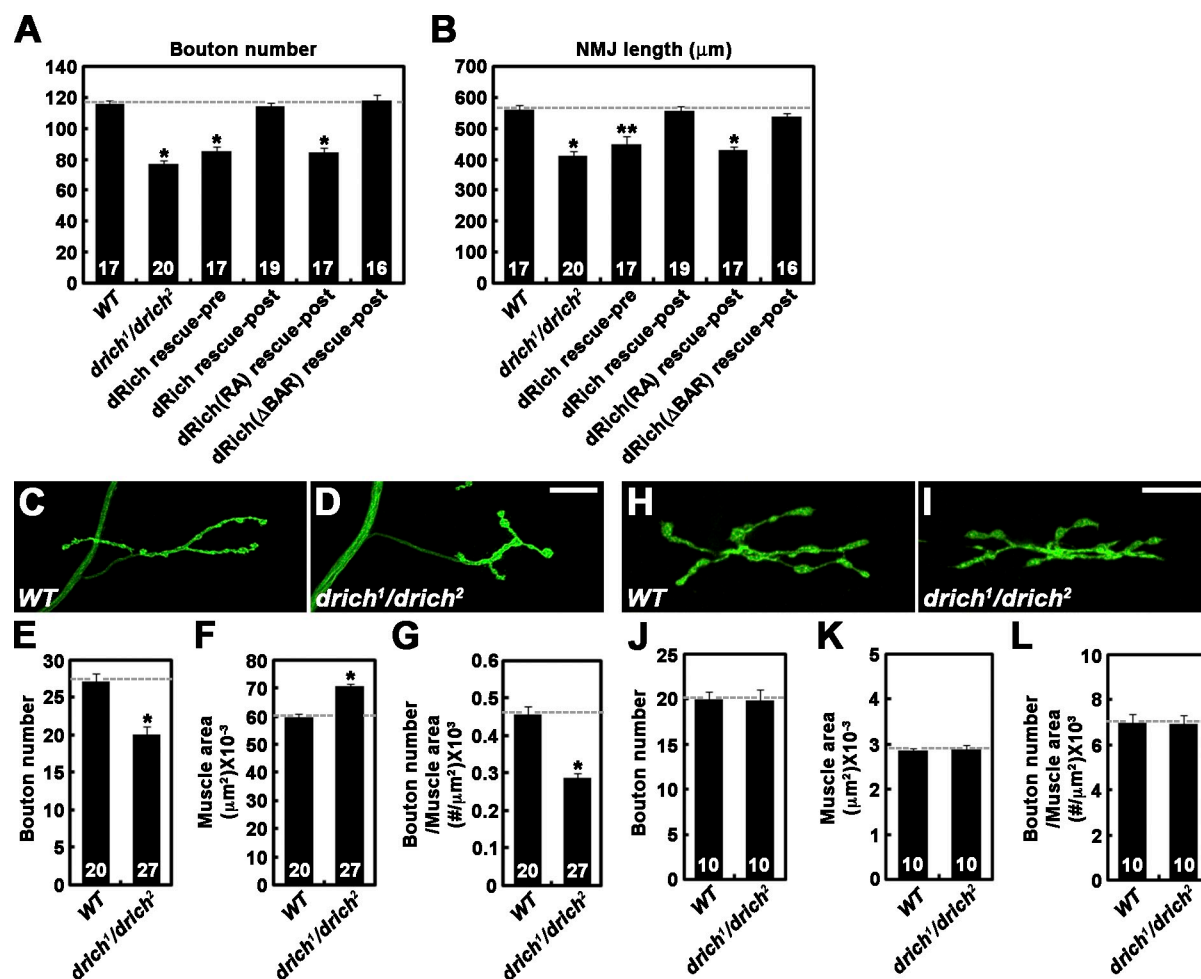 A
Bouton number
140
120
100
80
60
40
20
0
* * *
17 20 17 19 17 16
WT
drich¹/drich²
dRich rescue-pre
dRich rescue-post
dRich(RA) rescue-post
dRich(ΔBAR) rescue-post
B
NMJ length (μm)
700
600
500
400
300
200
100
0
* ** *
17 20 17 19 17 16
WT
drich¹/drich²
dRich rescue-pre
dRich rescue-post
dRich(RA) rescue-post
dRich(ΔBAR) rescue-post
C
WT
D
drich¹/drich²
H
WT
I
drich¹/drich²
E
Bouton number
30
25
20
15
10
5
0
*
20 27
WT
drich¹/drich²
F
Muscle area
(μm²)X10⁻³
80
70
60
50
40
30
20
10
0
*
20 27
WT
drich¹/drich²
G
Bouton number
/Muscle area
(#/μm²)X10³
0.6
0.5
0.4
0.3
0.2
0.1
0
*
20 27
WT
drich¹/drich²
J
Bouton number
25
20
15
10
5
0
10 10
WT
drich¹/drich²
K
Muscle area
(μm²)X10⁻³
5
4
3
2
1
0
10 10
WT
drich¹/drich²
L
Bouton number
/Muscle area
(#/μm²)X10³
10
8
6
4
2
0
10 10
WT
drich¹/drich²